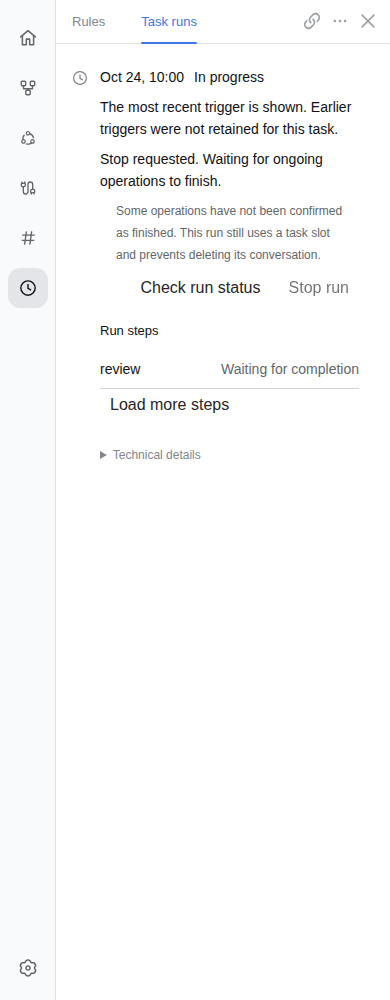 Rules
Task runs
Oct 24, 10:00 In progress
The most recent trigger is shown. Earlier
triggers were not retained for this task.
Stop requested. Waiting for ongoing
operations to finish.
Some operations have not been confirmed
as finished. This run still uses a task slot
and prevents deleting its conversation.
Check run status Stop run
Run steps
review Waiting for completion
Load more steps
Technical details